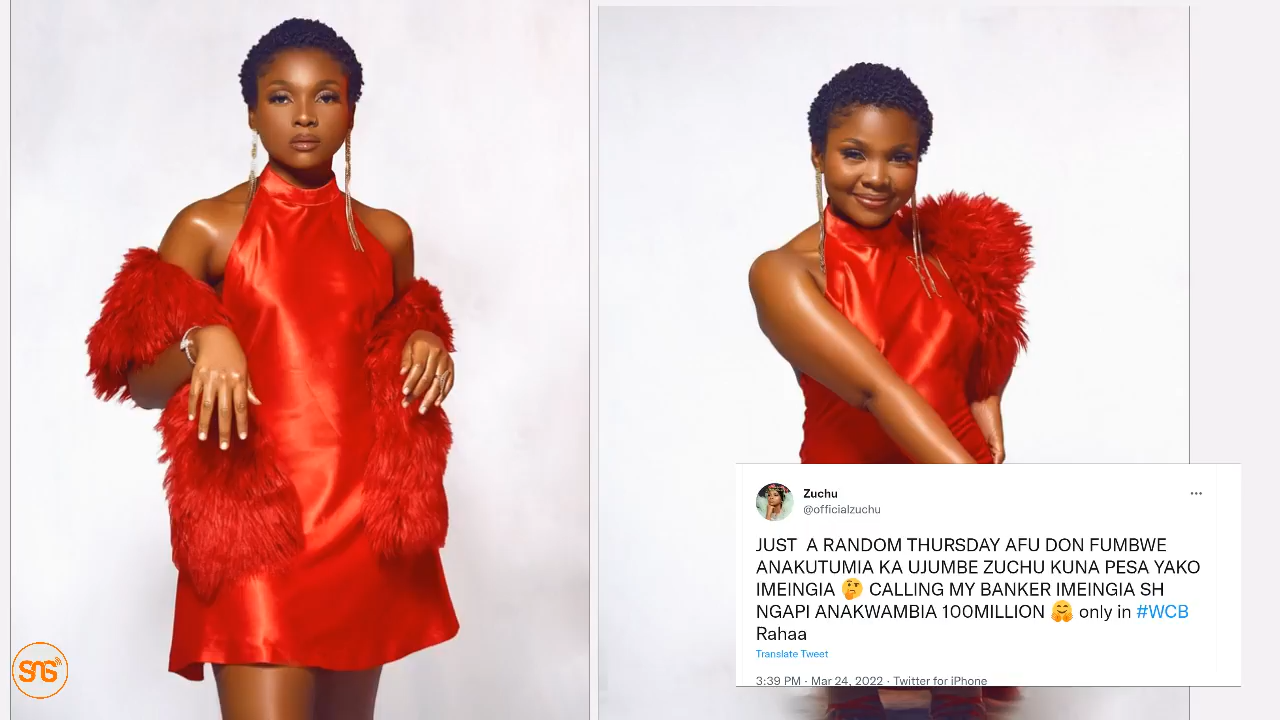 Zuchu
@officialzuchu
JUST A RANDOM THURSDAY AFU DON FUMBWE
ANAKUTUMIA KA UJUMBE ZUCHU KUNA PESA YAKO
IMEINGIA 🤔 CALLING MY BANKER IMEINGIA SH
NGAPI ANAKWAMBIA 100MILLION 🤗 only in #WCB
Rahaa
Translate Tweet
3:39 PM · Mar 24, 2022 · Twitter for iPhone
SNS